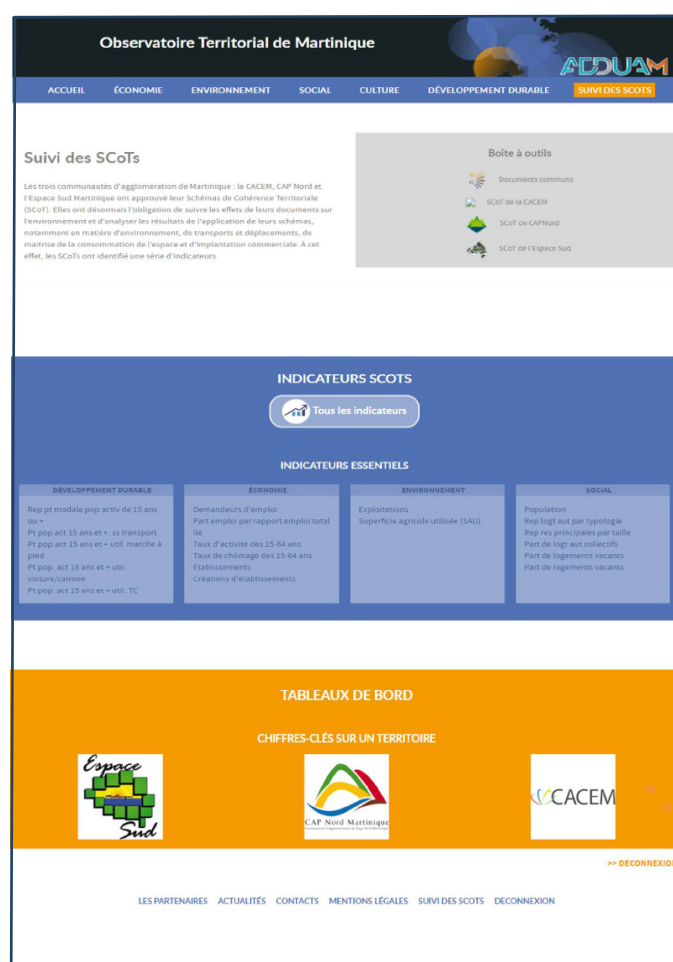 Observatoire Territorial de Martinique
ADDUAM
ACCUEIL ÉCONOMIE ENVIRONNEMENT SOCIAL CULTURE DÉVELOPPEMENT DURABLE SUIVI DES SCOTS
Suivi des SCoTs
Les trois communautés d'agglomération de Martinique : la CACEM, CAP Nord et
l'Espace Sud Martinique ont approuvé leur Schémas de Cohérence Territoriale
(SCoT). Elles ont désormais l'obligation de suivre les effets de leurs documents sur
l'environnement et d'analyser les résultats de l'application de leurs schémas,
notamment en matière d'environnement, de transports et déplacements, de
maitrise de la consommation de l'espace et d'implantation commerciale. À cet
effet, les SCoTs ont identifié une série d'indicateurs.
Boîte à outils
Documents communs
SCoT de la CACEM
SCoT de CAPNord
SCoT de l'Espace Sud
INDICATEURS SCOTS
Tous les indicateurs
INDICATEURS ESSENTIELS
DÉVELOPPEMENT DURABLE
Rep pt modale pop activ de 15 ans
ou +
Pt pop act 15 ans et +. ss transport
Pt pop.act 15 ans et + util. marche à
pied
Pt pop. act 15 ans et + util.
voiture/camion
Pt pop. act 15 ans et + util. TC
ÉCONOMIE
Demandeurs d'emploi
Part emploi par rapport emploi total
ile
Taux d'activité des 15-64 ans
Taux de chômage des 15-64 ans
Etablissements
Créations d'établissements
ENVIRONNEMENT
Exploitations
Superficie agricole utilisée (SAU)
SOCIAL
Population
Rep logt aut par typologie
Rep res principales par taille
Part de logts aut collectifs
Part de logements vacants
Part de logements vacants
TABLEAUX DE BORD
CHIFFRES-CLÉS SUR UN TERRITOIRE
Espace
Sud
CAP Nord Martinique
CACEM
>> DECONNEXION
LES PARTENAIRES ACTUALITÉS CONTACTS MENTIONS LÉGALES SUIVI DES SCOTS DECONNEXION